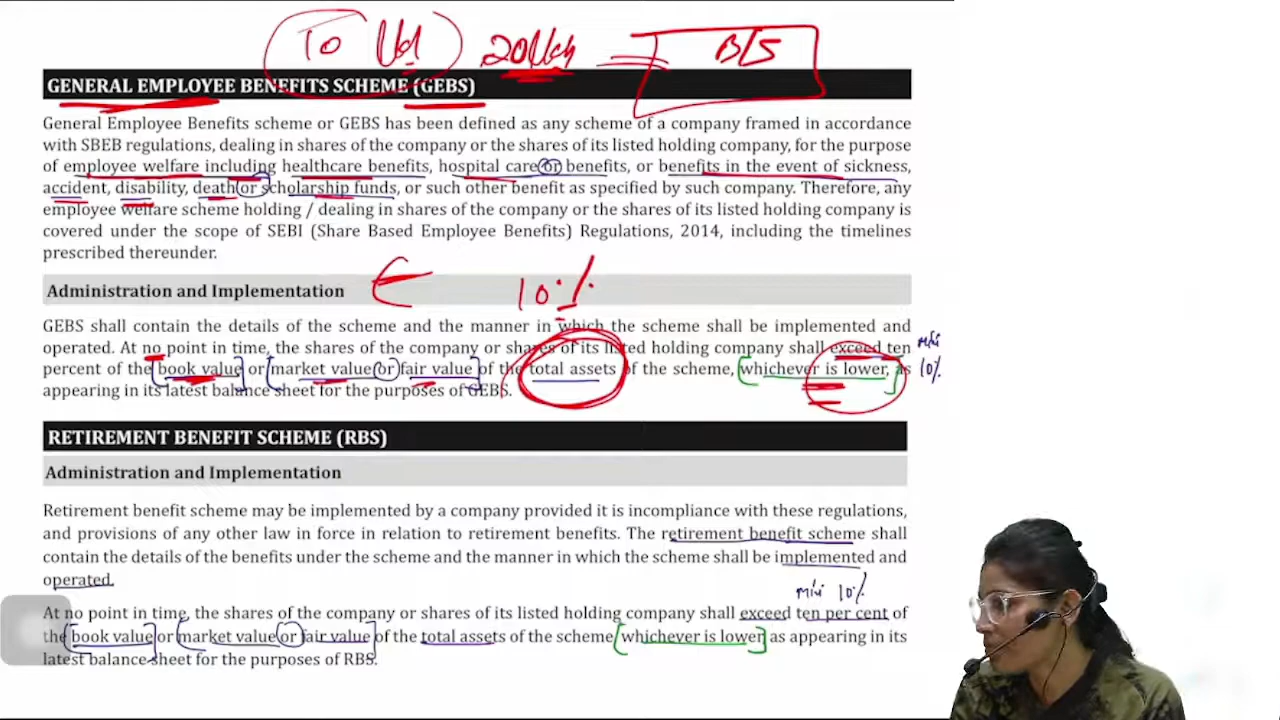 10 B/S
GENERAL EMPLOYEE BENEFITS SCHEME (GEBS)
General Employee Benefits scheme or GEBS has been defined as any scheme of a company framed in accordance
with SBEB regulations, dealing in shares of the company or the shares of its listed holding company, for the purpose
of employee welfare including healthcare benefits, hospital care or benefits, or benefits in the event of sickness,
accident, disability, death or scholarship funds, or such other benefit as specified by such company. Therefore, any
employee welfare scheme holding / dealing in shares of the company or the shares of its listed holding company is
covered under the scope of SEBI (Share Based Employee Benefits) Regulations, 2014, including the timelines
prescribed thereunder.
10%
Administration and Implementation
GEBS shall contain the details of the scheme and the manner in which the scheme shall be implemented and
operated. At no point in time, the shares of the company or shares of its listed holding company shall exceed ten
percent of the book value or market value or fair value of the total assets of the scheme, whichever is lower, as 10%
appearing in its latest balance sheet for the purposes of GEBS.
RETIREMENT BENEFIT SCHEME (RBS)
Administration and Implementation
Retirement benefit scheme may be implemented by a company provided it is incompliance with these regulations,
and provisions of any other law in force in relation to retirement benefits. The retirement benefit scheme shall
contain the details of the benefits under the scheme and the manner in which the scheme shall be implemented and
operated.
10%
At no point in time, the shares of the company or shares of its listed holding company shall exceed ten per cent of
the book value or market value or fair value of the total assets of the scheme whichever is lower as appearing in its
latest balance sheet for the purposes of RBS.